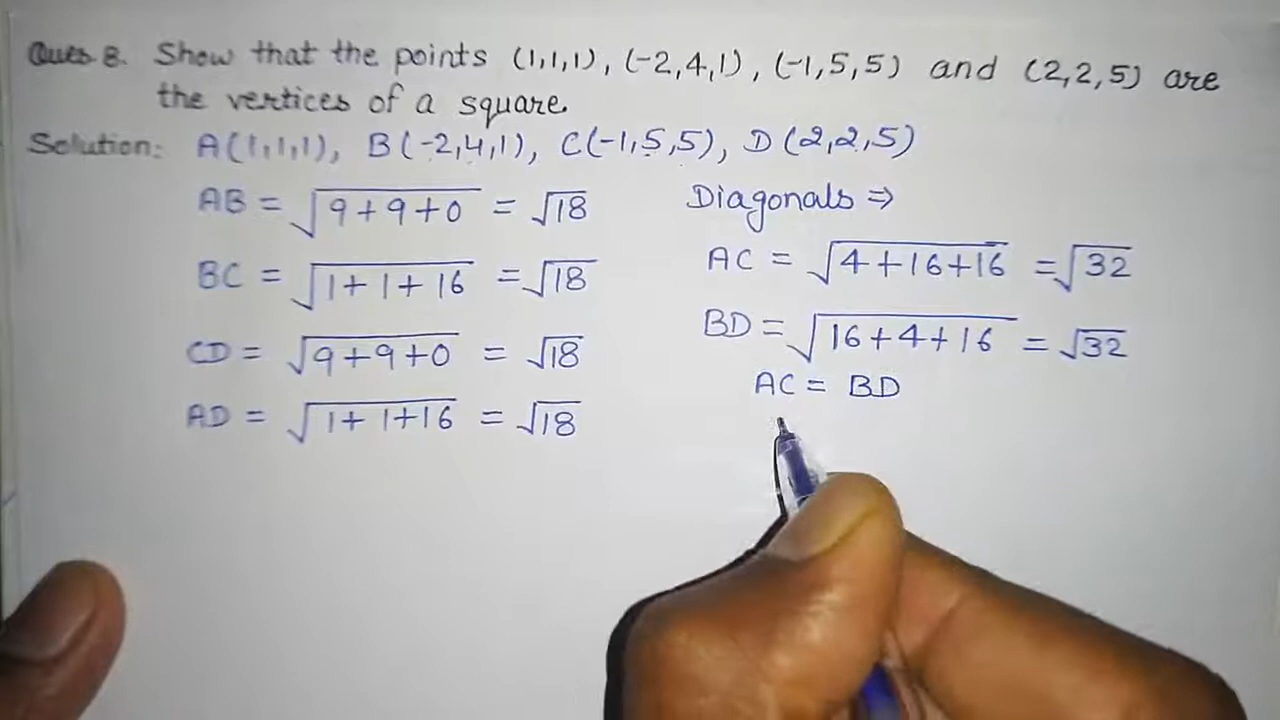 Ques 8. Show that the points (1,1,1), (-2,4,1), (-1,5,5) and (2,2,5) are
the vertices of a square.
Solution: A(1,1,1), B(-2,4,1), C(-1,5,5), D(2,2,5)
AB = √9+9+0 = √18
BC = √1+1+16 = √18
CD = √9+9+0 = √18
AD = √1+1+16 = √18
Diagonals ⇒
AC = √4+16+16 = √32
BD = √16+4+16 = √32
AC = BD